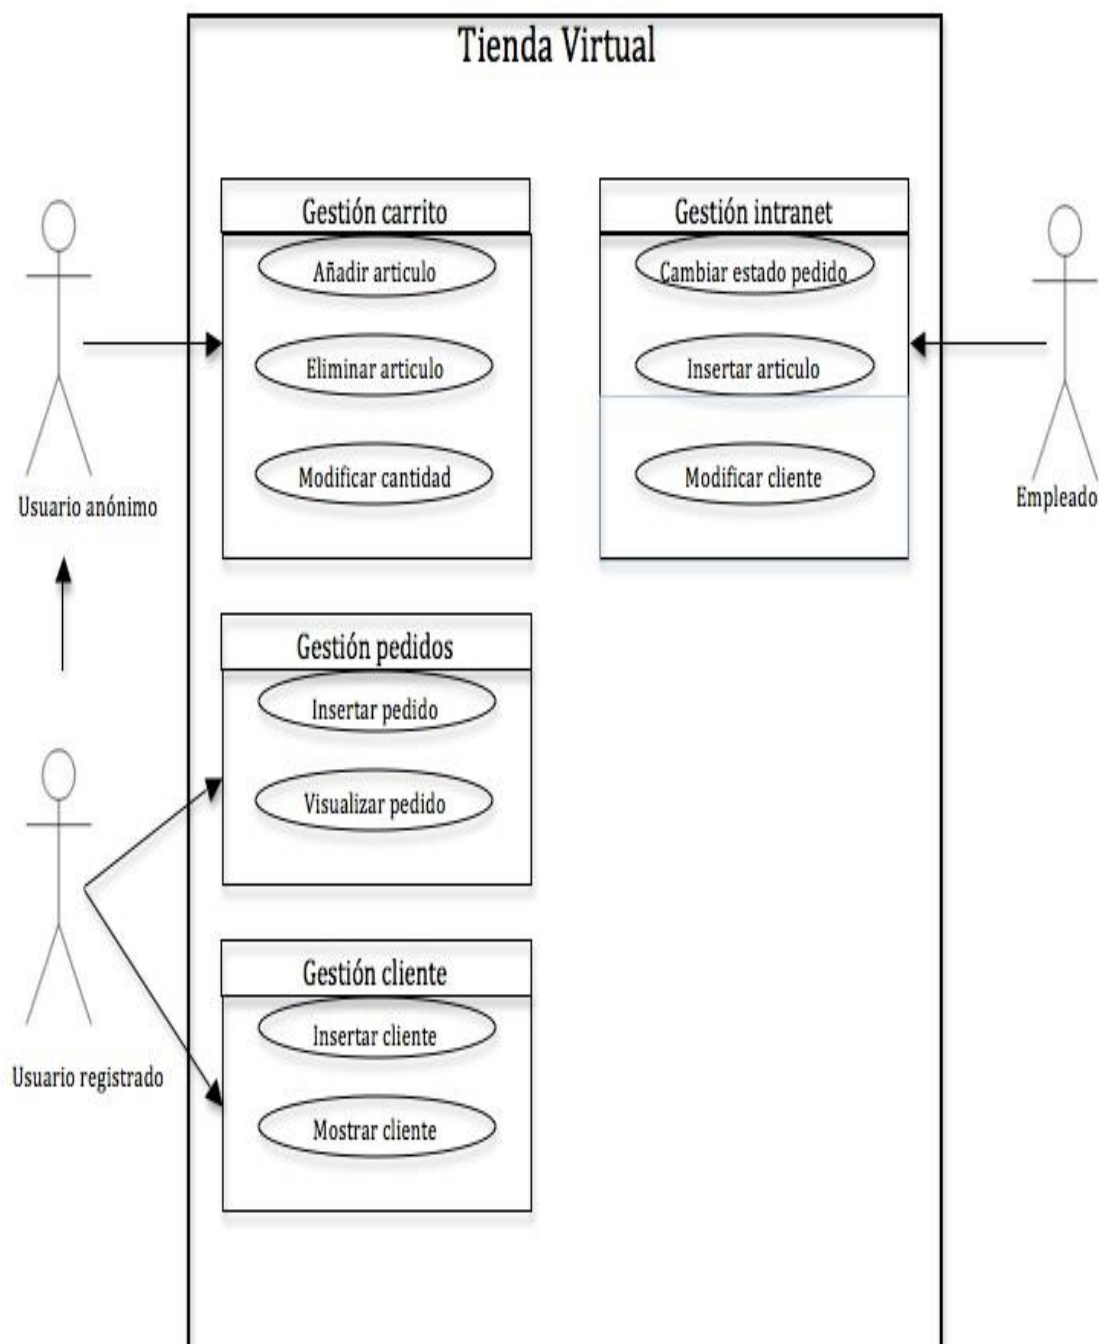 Tienda Virtual
Gestión carrito
Añadir articulo
Eliminar articulo
Modificar cantidad
Gestión intranet
Cambiar estado pedido
Insertar articulo
Modificar cliente
Usuario anónimo
Empleado
Gestión pedidos
Insertar pedido
Visualizar pedido
Usuario registrado
Gestión cliente
Insertar cliente
Mostrar cliente